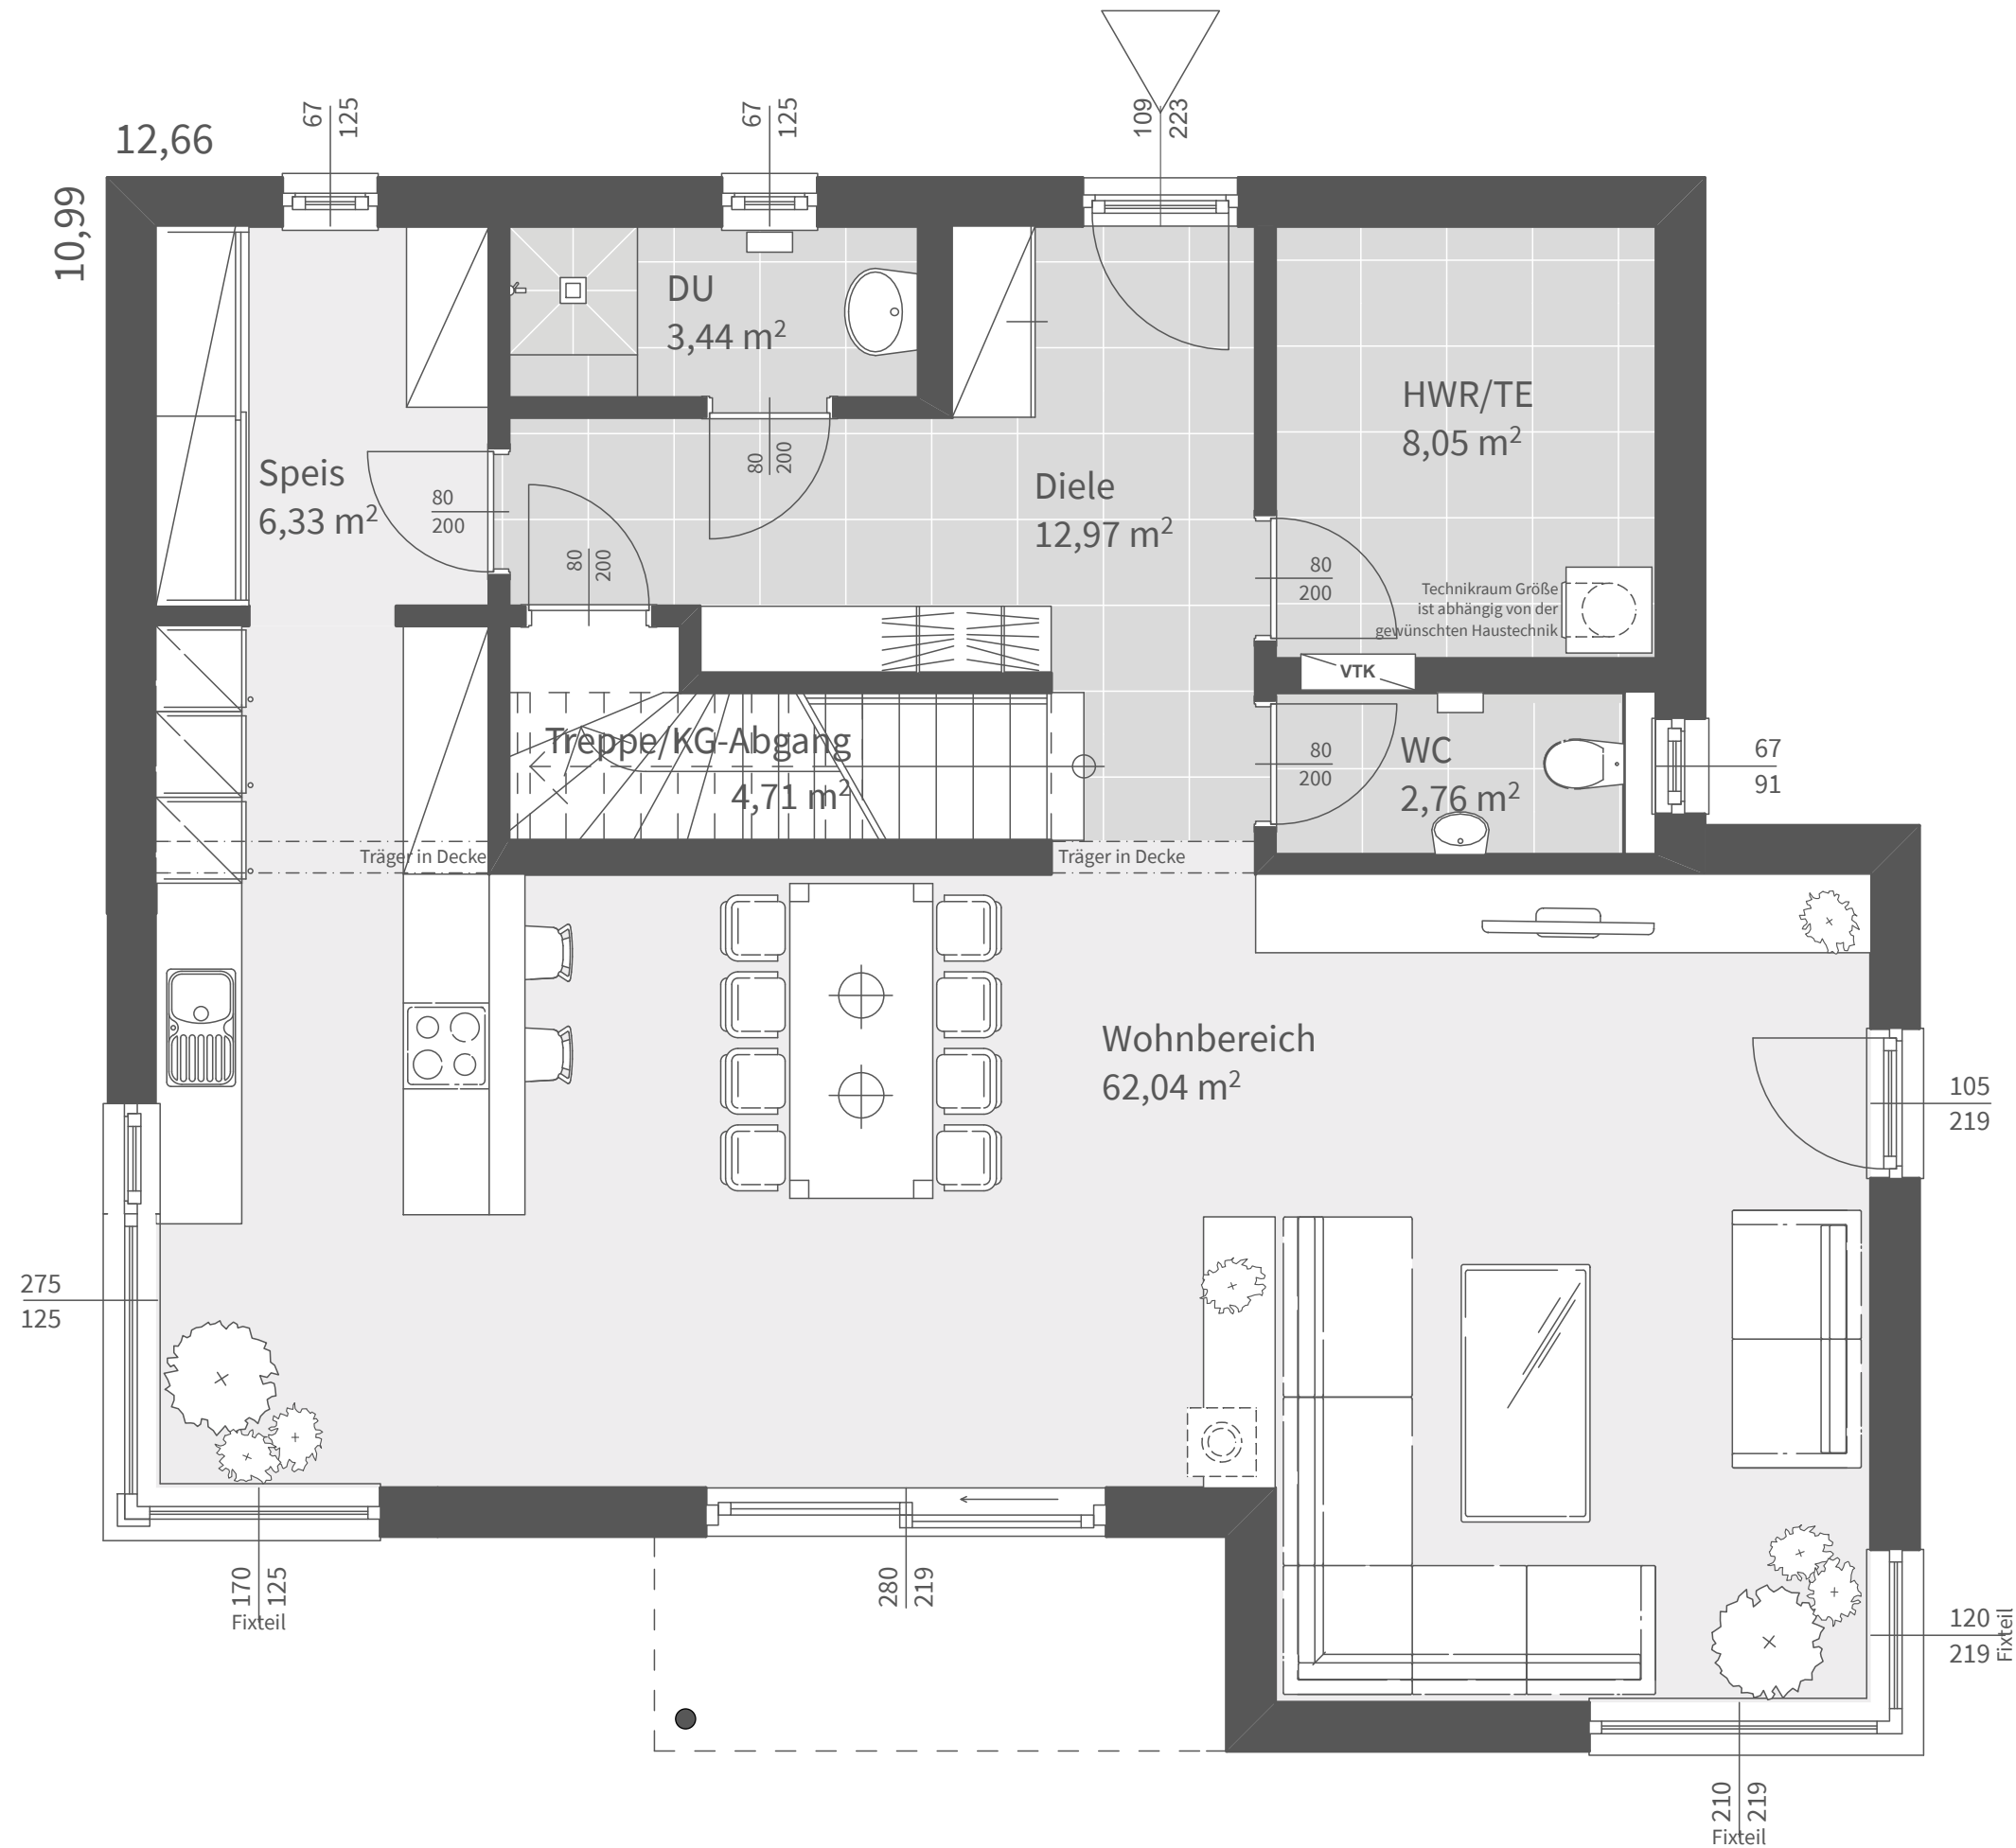 12,66
10,99
67
125
67
125
109
223
DU
3,44 m²
HWR/TE
8,05 m²
Speis
6,33 m²
80
200
80
200
Diele
12,97 m²
80
200
80
200
Technikraum Größe
ist abhängig von der
gewünschten Haustechnik
VTK
Treppe/KG-Abgang
4,71 m²
80
200
WC
2,76 m²
67
91
Träger in Decke
Träger in Decke
Wohnbereich
62,04 m²
105
219
275
125
170
125
Fixteil
280
219
120
219
Fixteil
210
219
Fixteil